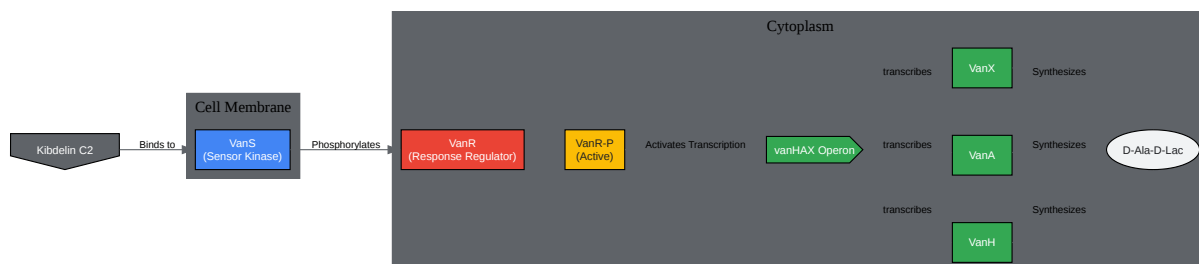 Cytoplasm
transcribes
VanX
Synthesizes
Cell Membrane
Kibdelin C2
Binds to
VanS
(Sensor Kinase)
Phosphorylates
VanR
(Response Regulator)
VanR-P
(Active)
Activates Transcription
vanHAX Operon
transcribes
VanA
Synthesizes
D-Ala-D-Lac
transcribes
VanH
Synthesizes